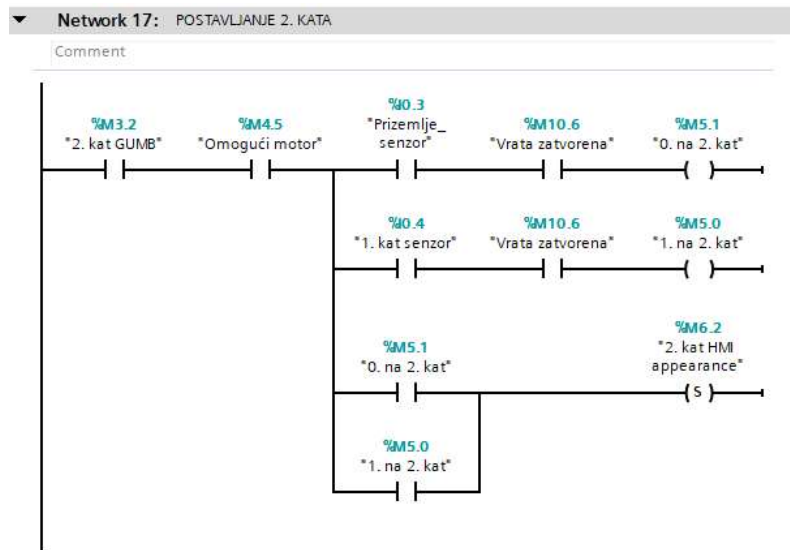 Network 17: POSTAVLJANJE 2. KATA
Comment
%M3.2
"2. kat GUMB"
%M4.5
"Omogući motor"
%I0.3
"Prizemlje_
senzor"
%M10.6
"Vrata zatvorena"
%M5.1
"0. na 2. kat"
%I0.4
"1. kat senzor"
%M10.6
"Vrata zatvorena"
%M5.0
"1. na 2. kat"
%M5.1
"0. na 2. kat"
%M6.2
"2. kat HMI
appearance"
S
%M5.0
"1. na 2. kat"